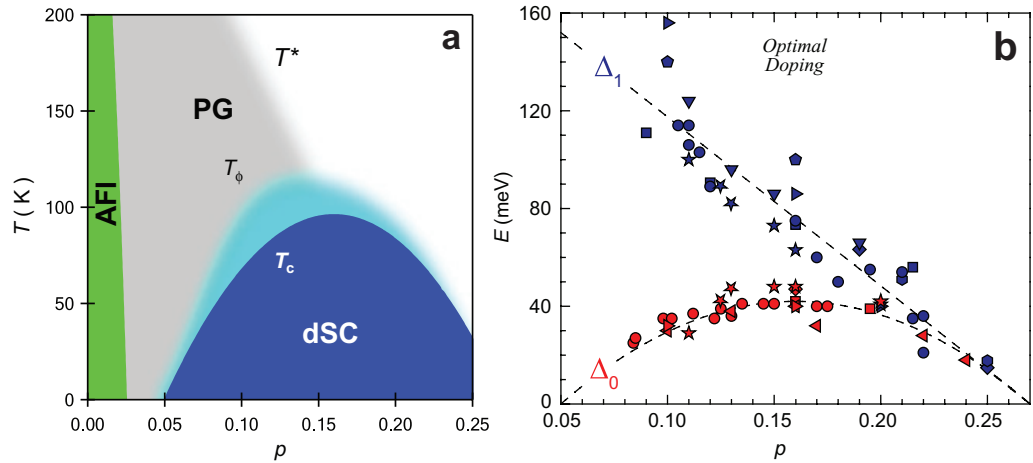 a
T ( K )
200
150
100
50
0
AFI
PG
T*
Tϕ
Tc
dSC
0.00
0.05
0.10
0.15
0.20
0.25
p
b
E (meV)
160
120
80
40
0
Optimal
Doping
Δ1
Δ0
0.05
0.10
0.15
0.20
0.25
p